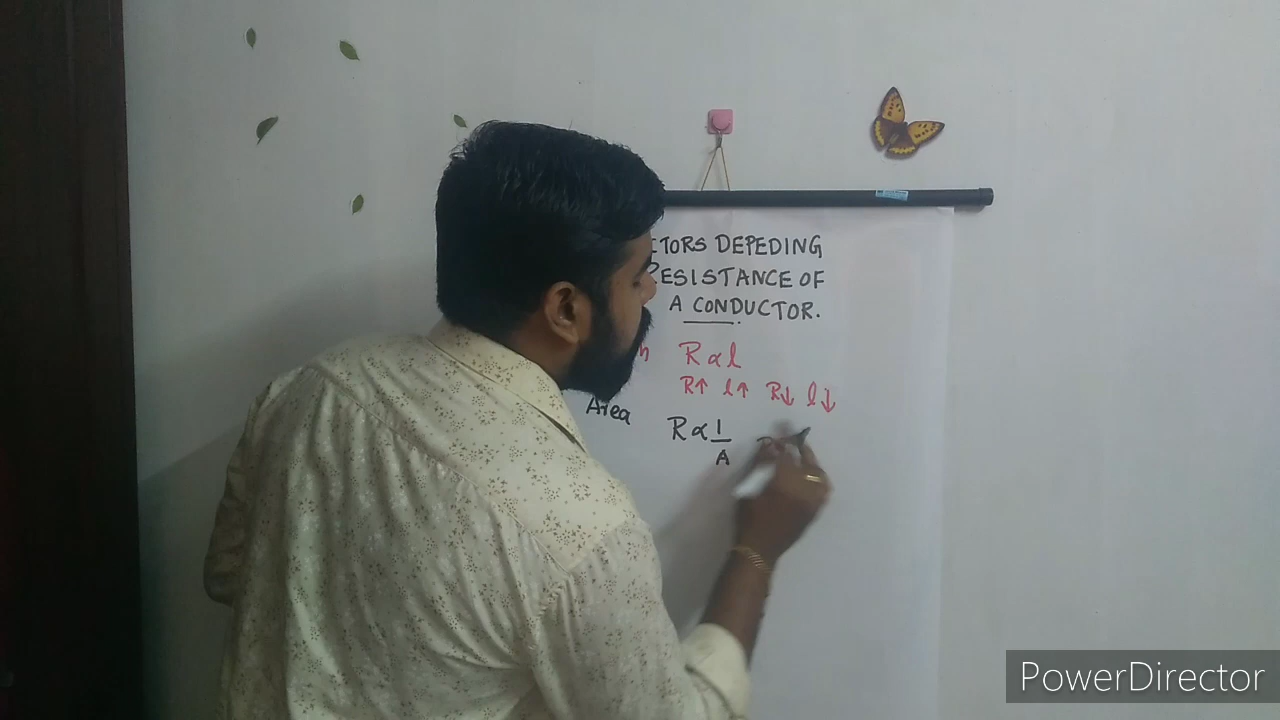 CTORS DEPEDING
RESISTANCE OF
A CONDUCTOR.
h R ∝ l
R↑ l↑ R↓ l↓
Area R ∝ 1/A
PowerDirector